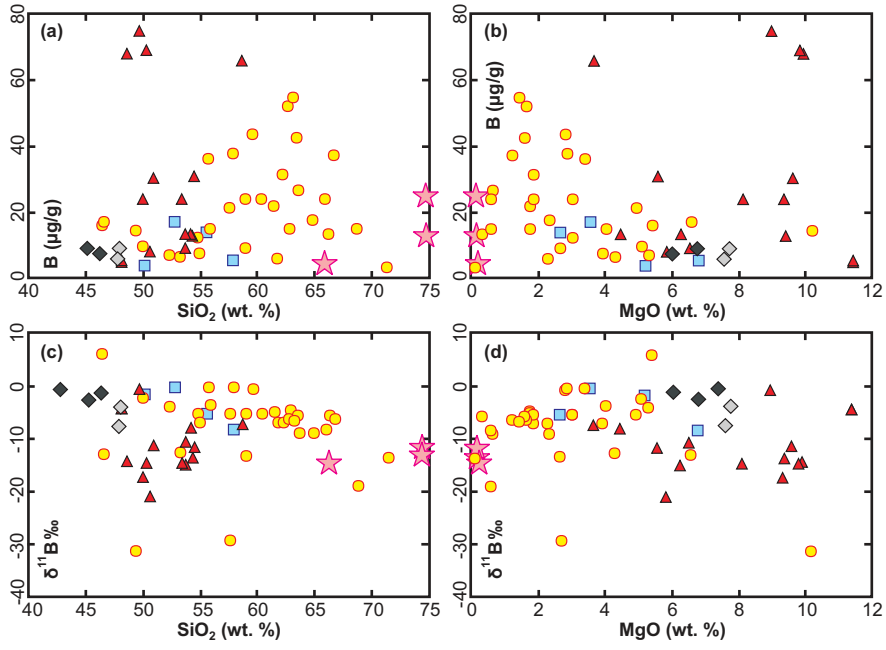 (a)
80
60
40
20
0
B (µg/g)
40 45 50 55 60 65 70 75
SiO₂ (wt. %)
(b)
80
60
40
20
0
B (µg/g)
0 2 4 6 8 10 12
MgO (wt. %)
(c)
10
0
-10
-20
-30
-40
δ¹¹B‰
40 45 50 55 60 65 70 75
SiO₂ (wt. %)
(d)
10
0
-10
-20
-30
-40
δ¹¹B‰
0 2 4 6 8 10 12
MgO (wt. %)